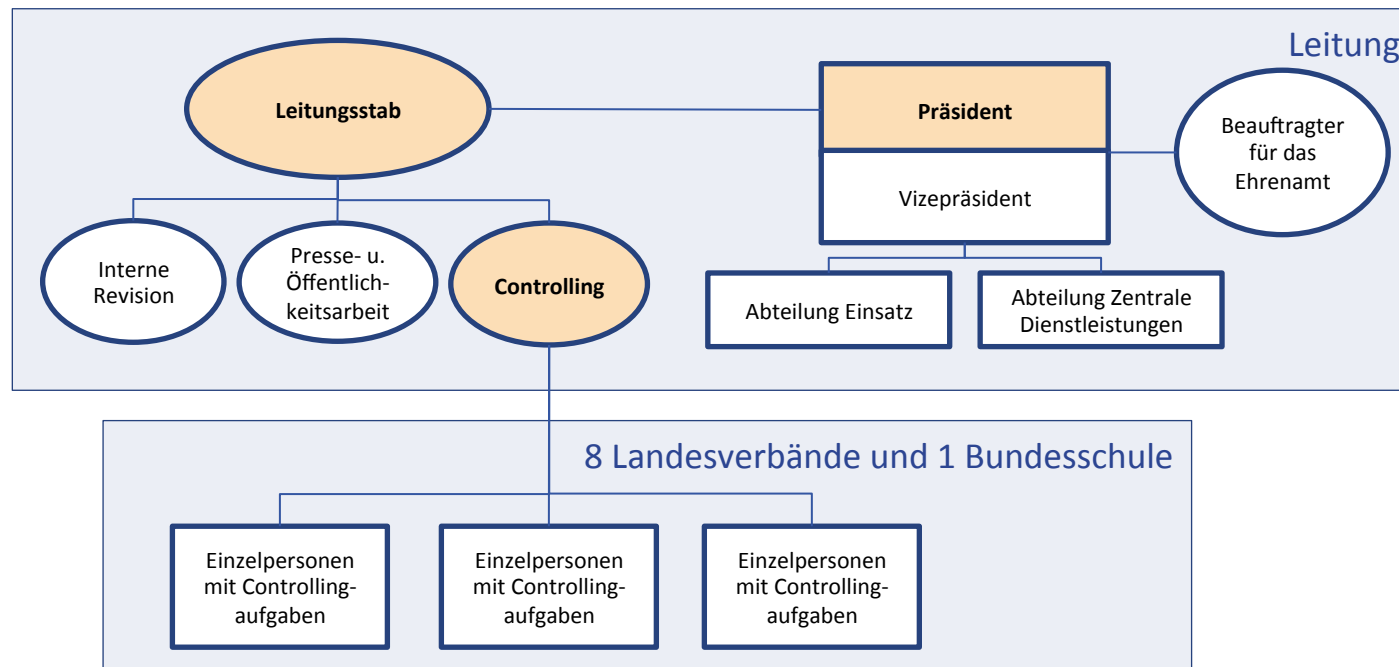 Leitung
Leitungsstab
Präsident
Vizepräsident
Beauftragter
für das
Ehrenamt
Interne
Revision
Presse- u.
Öffentlich-
keitsarbeit
Controlling
Abteilung Einsatz
Abteilung Zentrale
Dienstleistungen
8 Landesverbände und 1 Bundesschule
Einzelpersonen
mit Controlling-
aufgaben
Einzelpersonen
mit Controlling-
aufgaben
Einzelpersonen
mit Controlling-
aufgaben